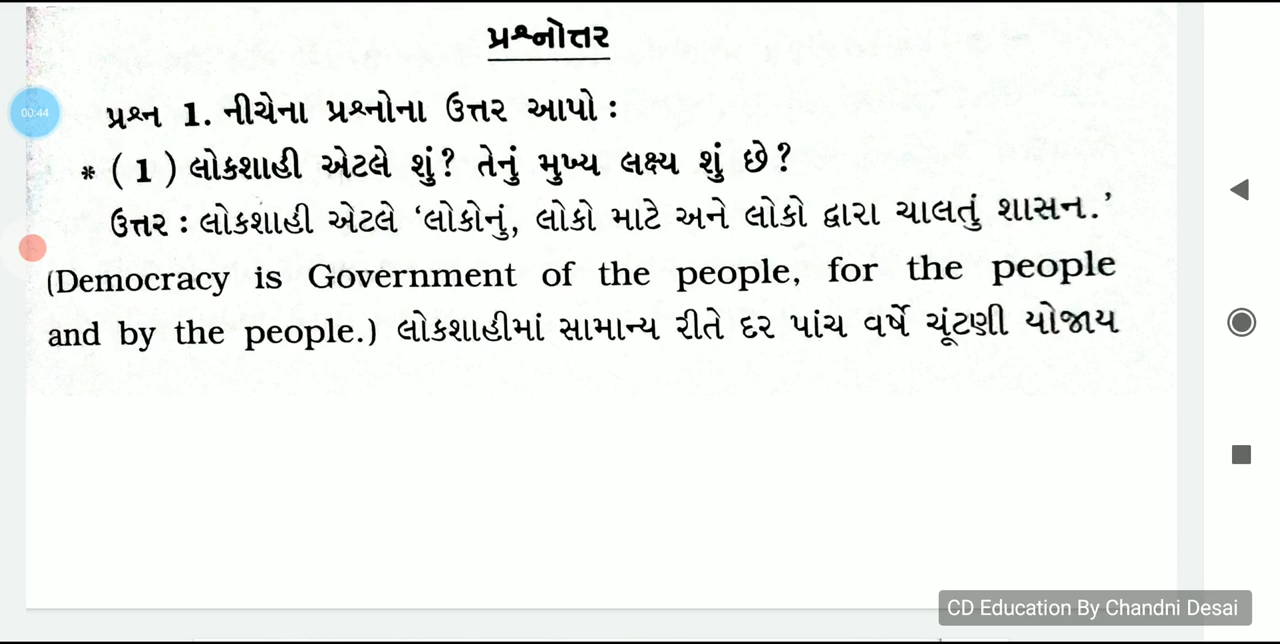 પ્રશ્નોત્તર
00:44
પ્રશ્ન 1. નીચેના પ્રશ્નોના ઉત્તર આપો :
* ( 1 ) લોકશાહી એટલે શું? તેનું મુખ્ય લક્ષ્ય શું છે?
ઉત્તર : લોકશાહી એટલે ‘લોકોનું, લોકો માટે અને લોકો દ્વારા ચાલતું શાસન.’
(Democracy is Government of the people, for the people
and by the people.) લોકશાહીમાં સામાન્ય રીતે દર પાંચ વર્ષે ચૂંટણી યોજાય
CD Education By Chandni Desai